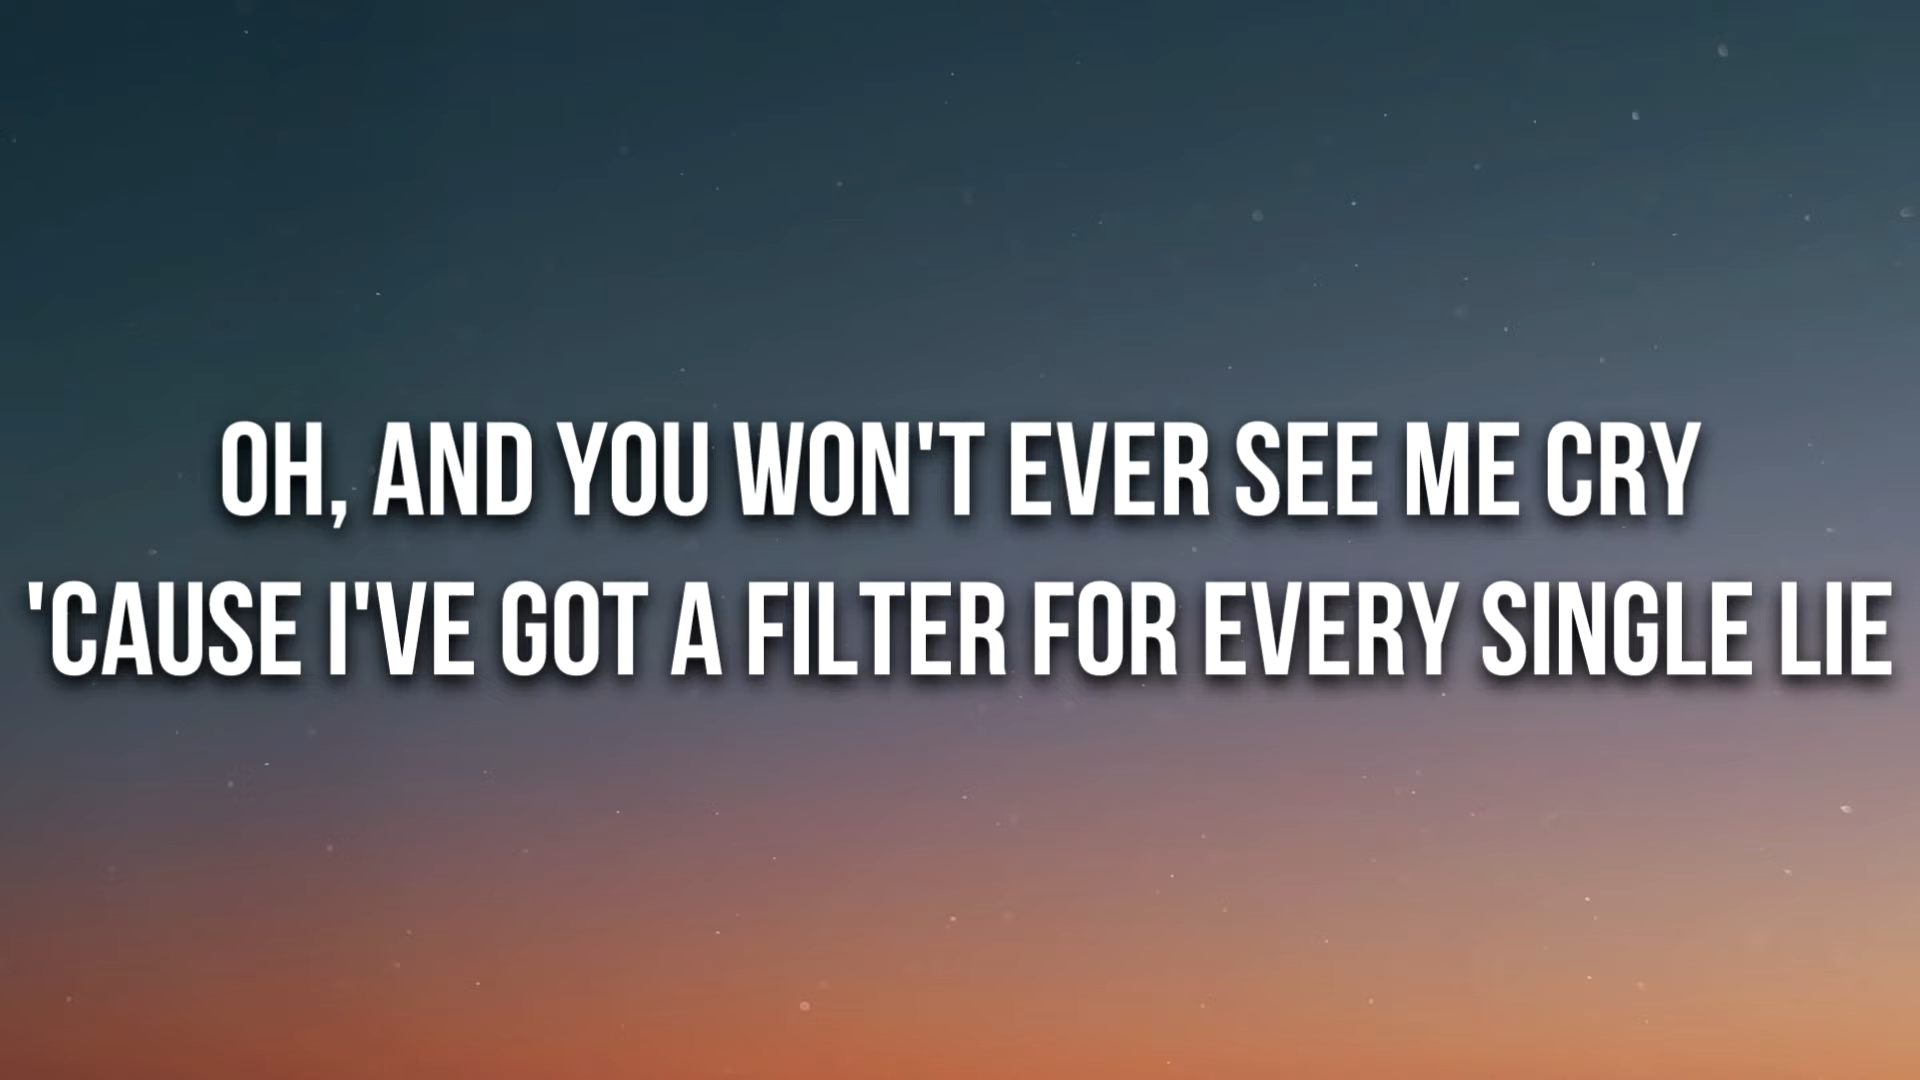 OH, AND YOU WON'T EVER SEE ME CRY
'CAUSE I'VE GOT A FILTER FOR EVERY SINGLE LIE